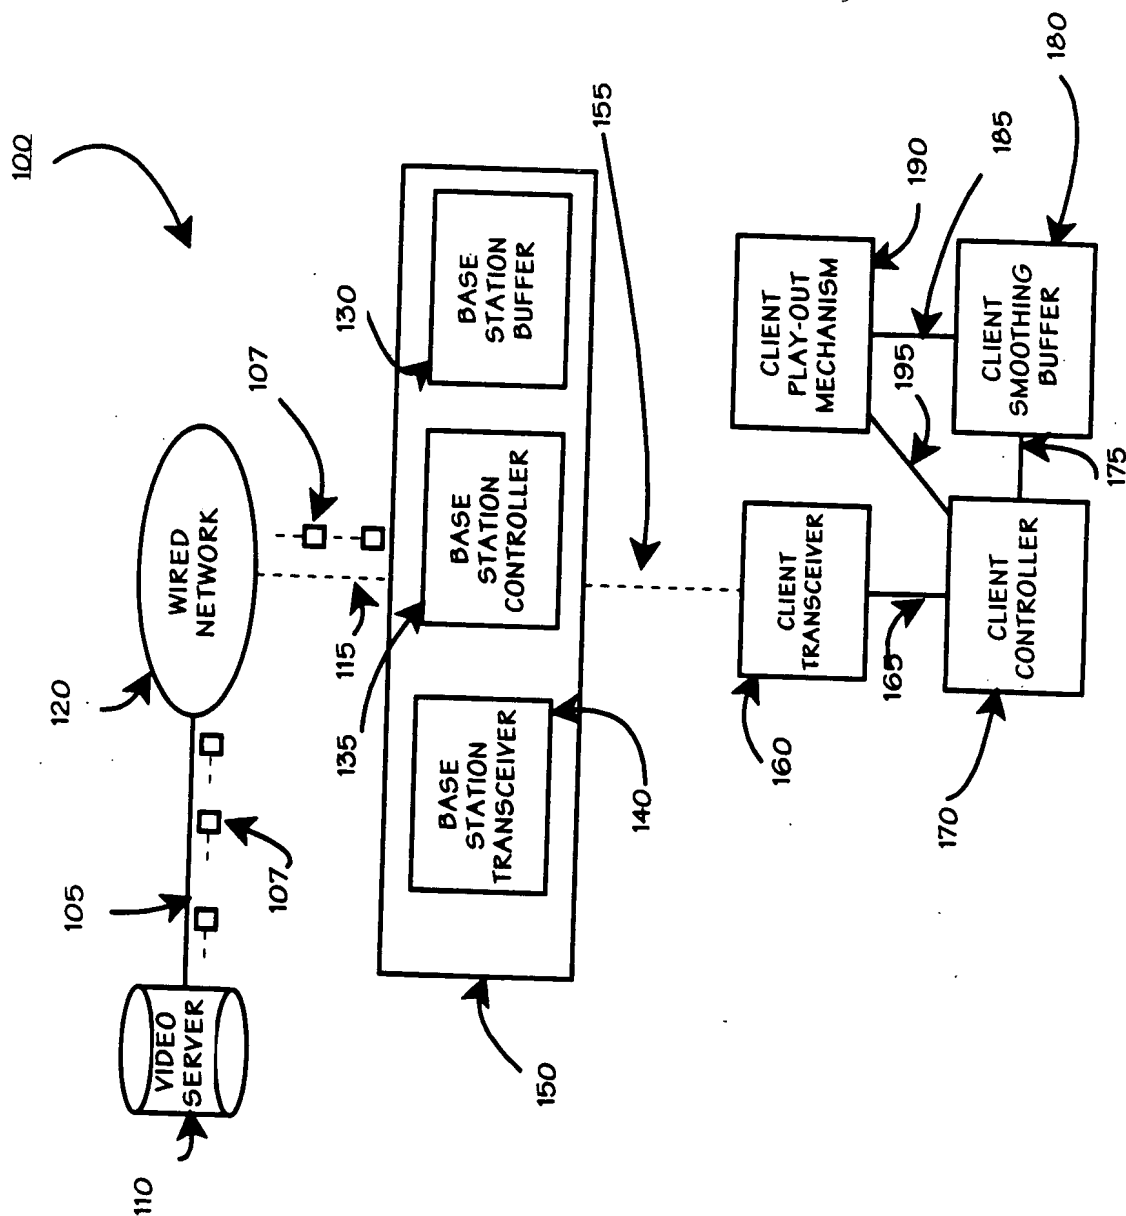 100
110
VIDEO
SERVER
105
107
120
WIRED
NETWORK
107
115
130
135
140
150
BASE
STATION
TRANSCEIVER
BASE
STATION
CONTROLLER
BASE
STATION
BUFFER
155
160
CLIENT
TRANSCEIVER
165
CLIENT
PLAY-OUT
MECHANISM
190
195
185
170
CLIENT
CONTROLLER
175
CLIENT
SMOOTHING
BUFFER
180